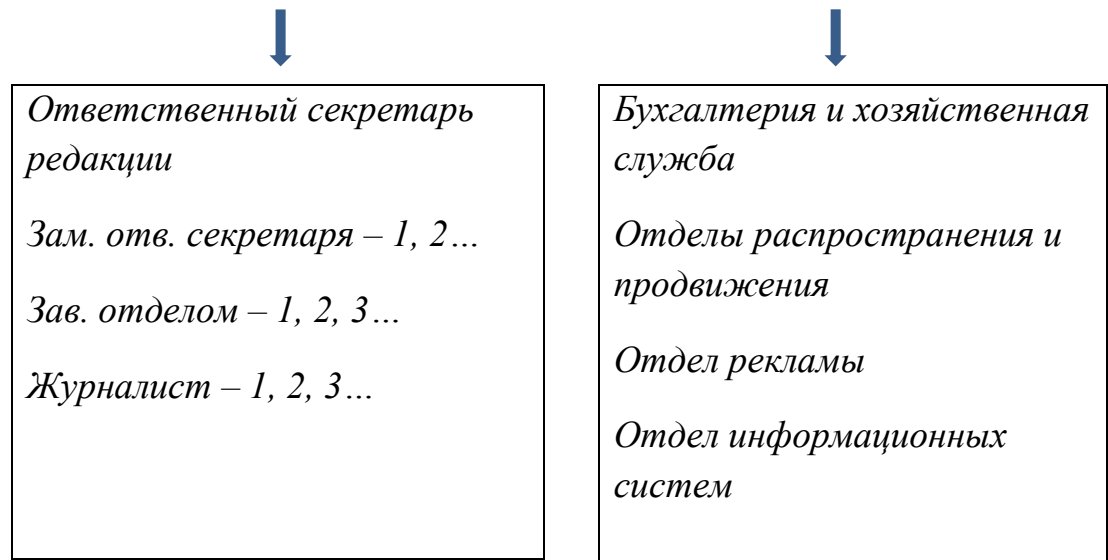 Ответственный секретарь
редакции
Зам. отв. секретаря – 1, 2…
Зав. отделом – 1, 2, 3…
Журналист – 1, 2, 3…
Бухгалтерия и хозяйственная
служба
Отделы распространения и
продвижения
Отдел рекламы
Отдел информационных
систем